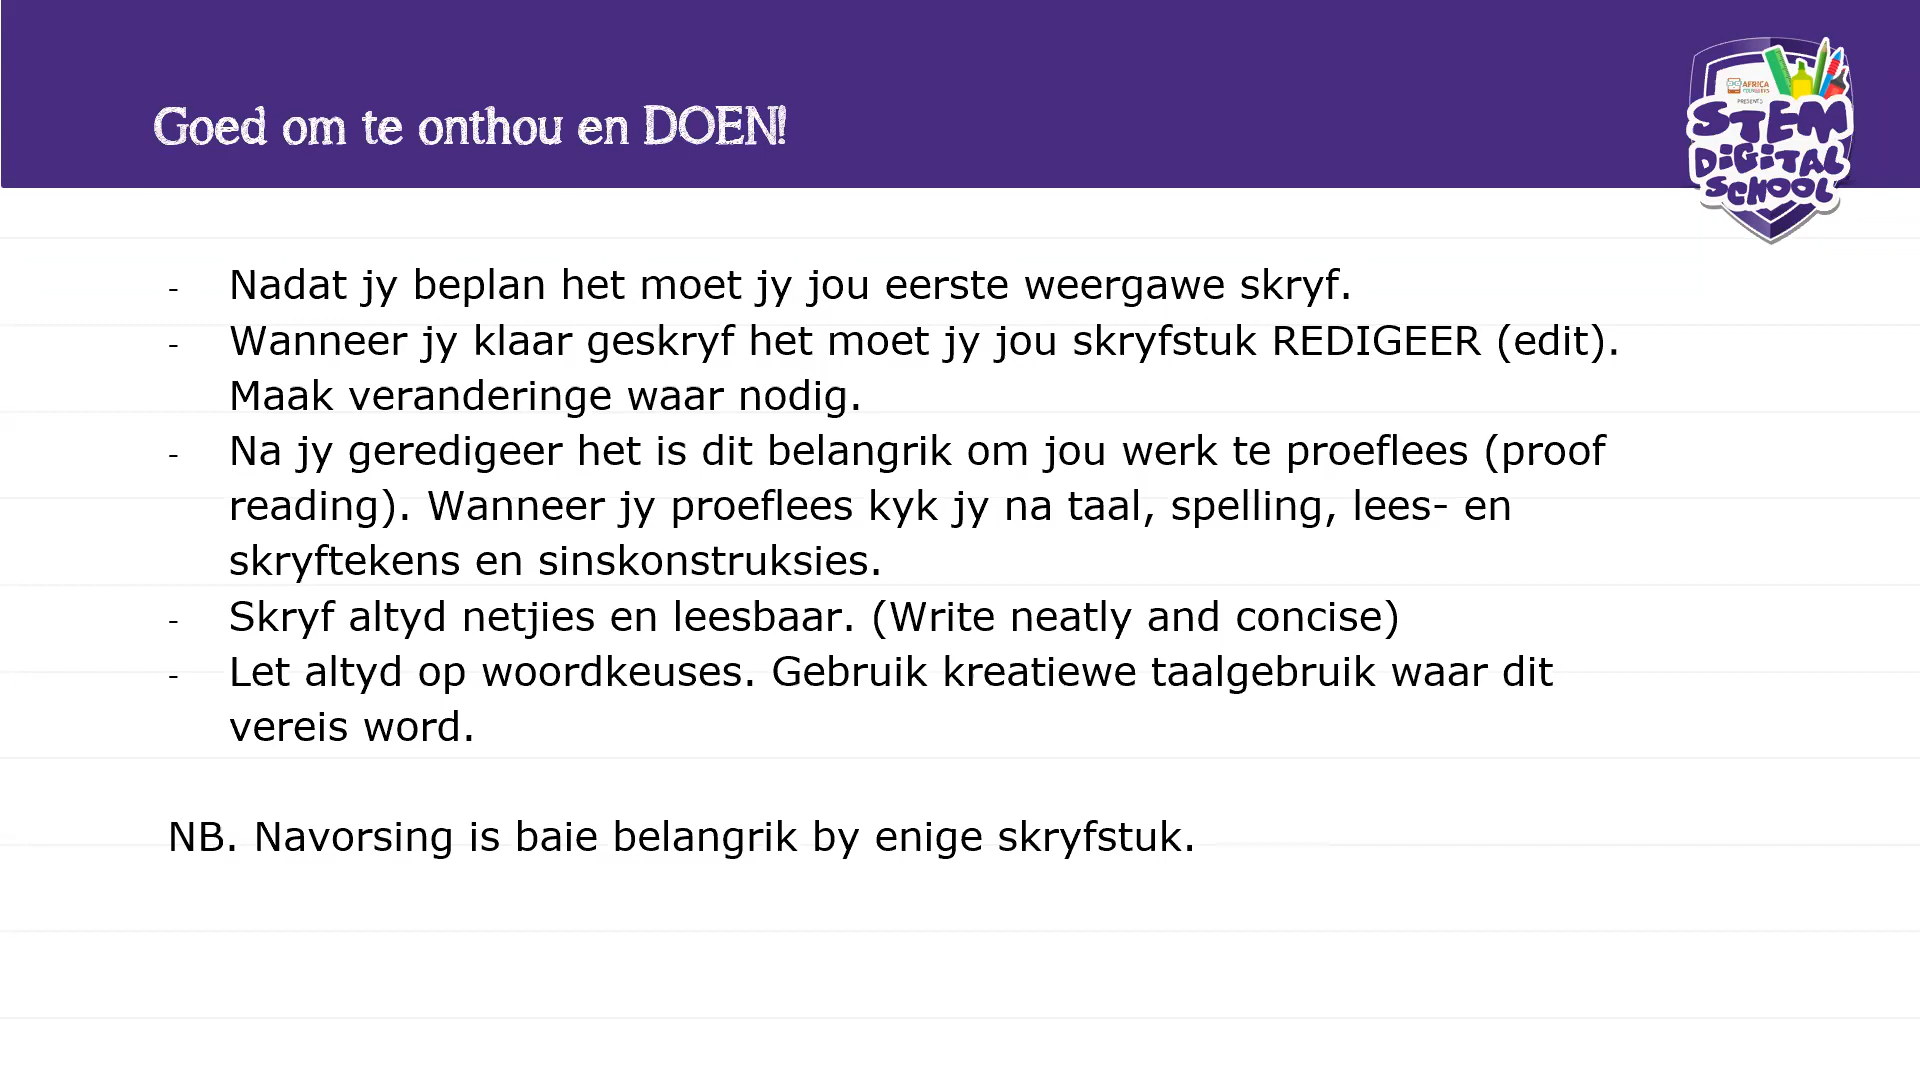 Goed om te onthou en DOEN!
AFRICA
PRESENTS
STEM
DIGITAL
SCHOOL
- Nadat jy beplan het moet jy jou eerste weergawe skryf.
- Wanneer jy klaar geskryf het moet jy jou skryfstuk REDIGEER (edit).
Maak veranderinge waar nodig.
- Na jy geredigeer het is dit belangrik om jou werk te proeflees (proof
reading). Wanneer jy proeflees kyk jy na taal, spelling, lees- en
skryftekens en sinskonstruksies.
- Skryf altyd netjies en leesbaar. (Write neatly and concise)
- Let altyd op woordkeuses. Gebruik kreatiewe taalgebruik waar dit
vereis word.
NB. Navorsing is baie belangrik by enige skryfstuk.